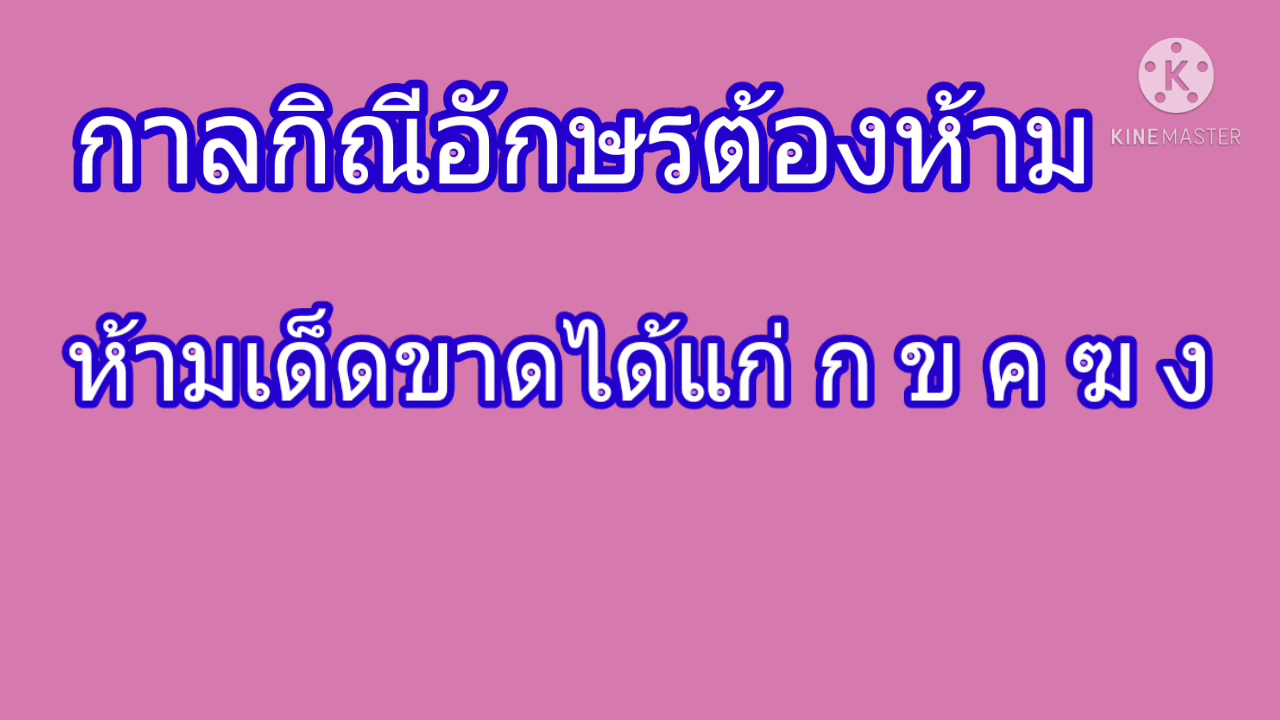 กาลกิณีอักษรต้องห้าม
KINEMASTER
ห้ามเด็ดขาดได้แก่ ก ข ค ฆ ง